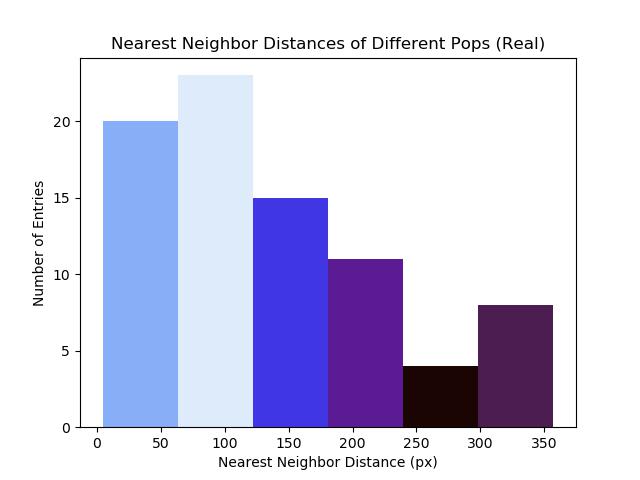 Nearest Neighbor Distances of Different Pops (Real)
Number of Entries
20
15
10
5
0
0 50 100 150 200 250 300 350
Nearest Neighbor Distance (px)